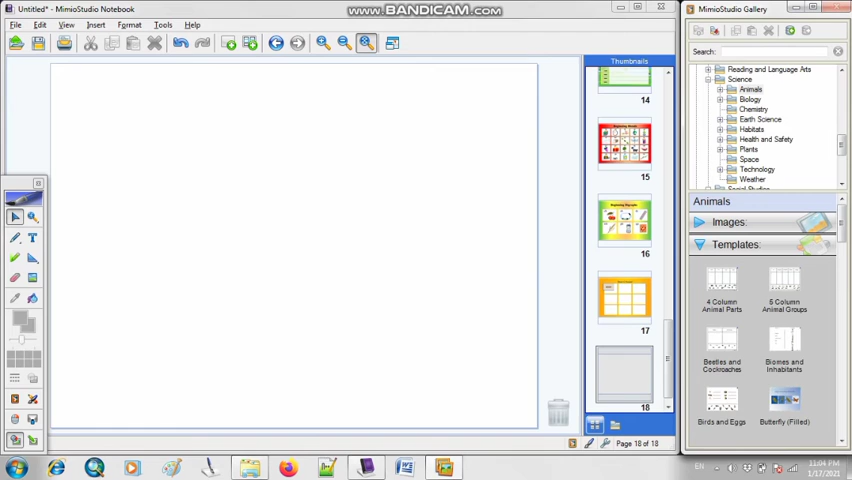 Untitled* - MimioStudio Notebook
www.BANDICAM.com
MimioStudio Gallery
File Edit View Insert Format Tools Help
Search:
Thumbnails
Reading and Language Arts
Science
Animals
Biology
Chemistry
Earth Science
Habitats
Health and Safety
Plants
Space
Technology
Weather
Social Studies
14
15
16
17
18
Animals
Images:
Templates:
4 Column
Animal Parts
5 Column
Animal Groups
Beetles and
Cockroaches
Biomes and
Inhabitants
Birds and Eggs
Butterfly (Filled)
Page 18 of 18
EN
11:04 PM
1/17/2021